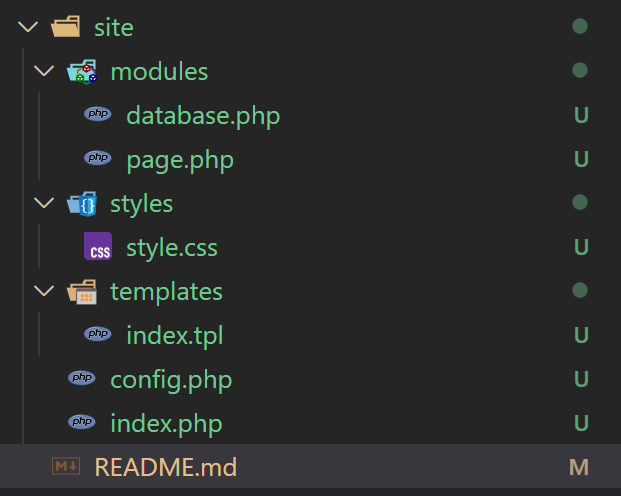 site
modules
php database.php U
php page.php U
styles
CSS style.css U
templates
php index.tpl U
php config.php U
php index.php U
M↓ README.md M